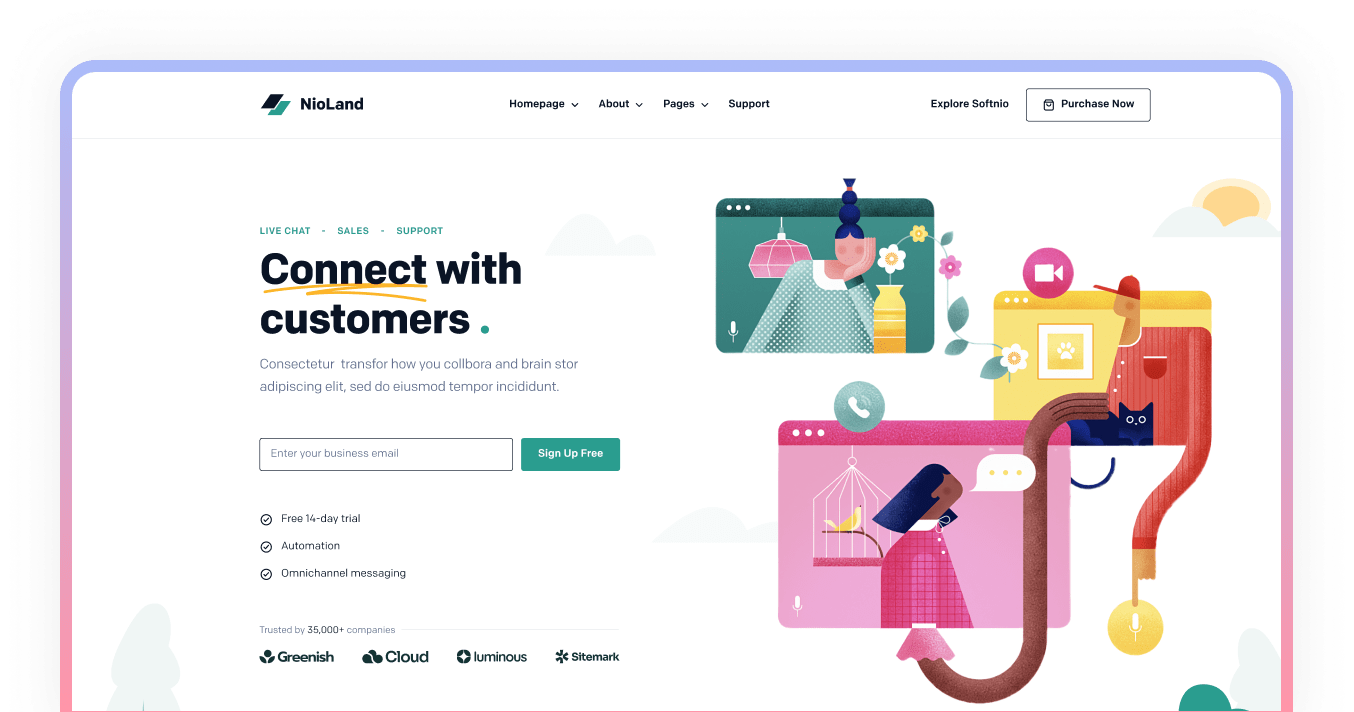 NioLand
Homepage About Pages Support
Explore Softnio Purchase Now
LIVE CHAT - SALES - SUPPORT
Connect with
customers .
Consectetur transfor how you collbora and brain stor
adipiscing elit, sed do eiusmod tempor incididunt.
Enter your business email Sign Up Free
Free 14-day trial
Automation
Omnichannel messaging
Trusted by 35,000+ companies
Greenish Cloud luminous Sitemark